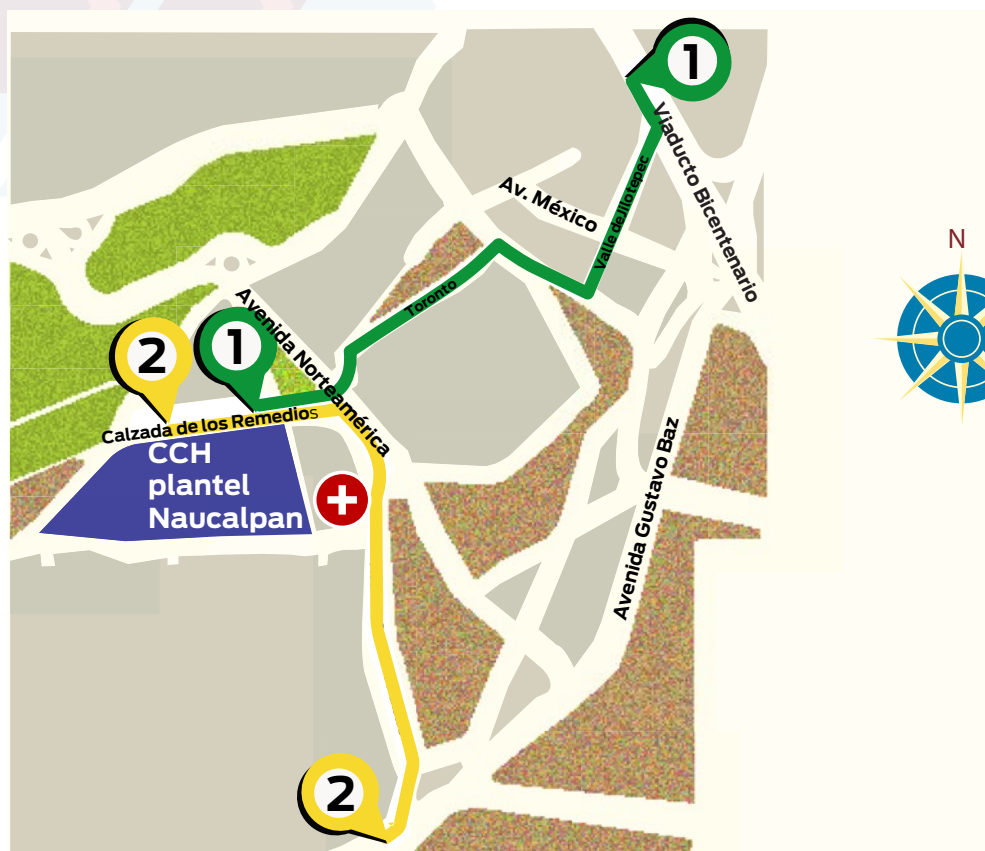 1
Viaducto Bicentenario
Av. México
Valle de Jilotepec
N
Toronto
Avenida Norteamérica
1
2
Calzada de los Remedios
CCH
plantel
Naucalpan
Avenida Gustavo Baz
2